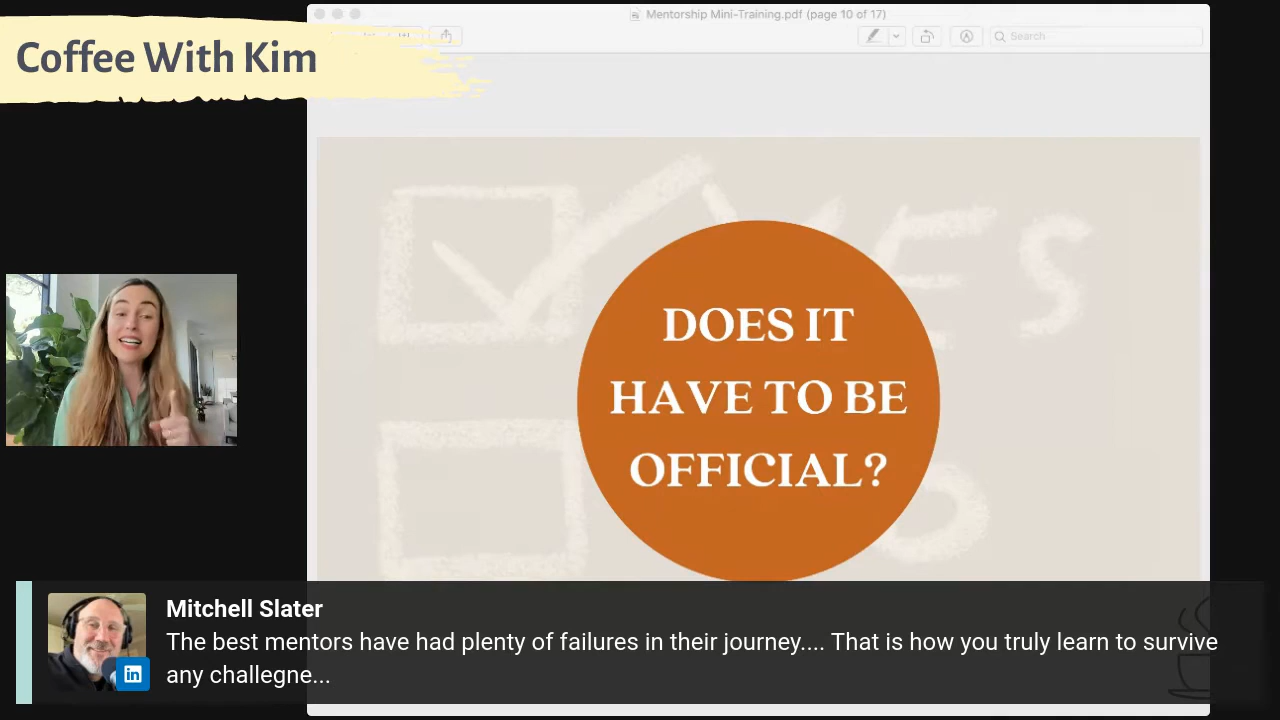 Coffee With Kim
Mentorship Mini-Training.pdf (page 10 of 17)
Search
YES
DOES IT
HAVE TO BE
OFFICIAL?
Mitchell Slater
in
The best mentors have had plenty of failures in their journey.... That is how you truly learn to survive
any challegne...